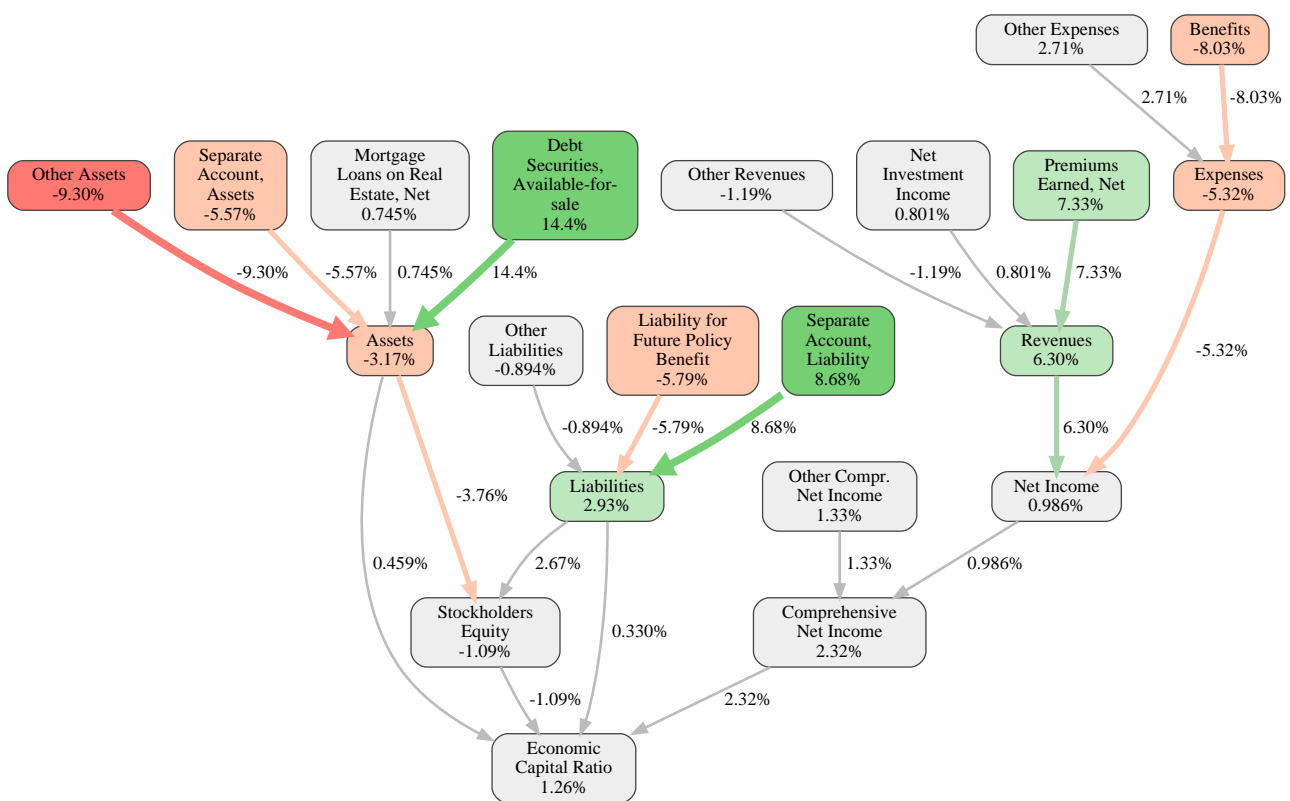 Other Expenses
2.71%
Benefits
-8.03%
2.71%
-8.03%
Other Assets
-9.30%
Separate
Account,
Assets
-5.57%
Mortgage
Loans on Real
Estate, Net
0.745%
Debt
Securities,
Available-for-
sale
14.4%
Other Revenues
-1.19%
Net
Investment
Income
0.801%
Premiums
Earned, Net
7.33%
Expenses
-5.32%
-9.30%
-5.57%
0.745%
14.4%
-1.19%
0.801%
7.33%
Assets
-3.17%
Other
Liabilities
-0.894%
Liability for
Future Policy
Benefit
-5.79%
Separate
Account,
Liability
8.68%
Revenues
6.30%
-5.32%
-0.894%
-5.79%
8.68%
6.30%
-3.76%
Liabilities
2.93%
Other Compr.
Net Income
1.33%
Net Income
0.986%
0.459%
2.67%
1.33%
0.986%
Stockholders
Equity
-1.09%
0.330%
Comprehensive
Net Income
2.32%
-1.09%
2.32%
Economic
Capital Ratio
1.26%